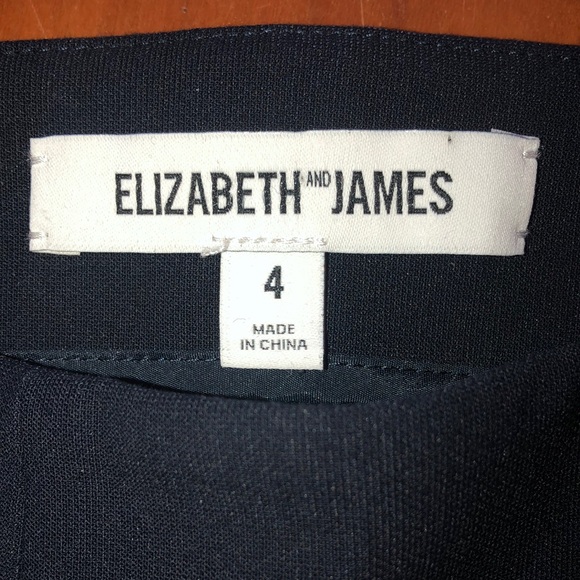 ELIZABETH AND JAMES
4
MADE
IN CHINA